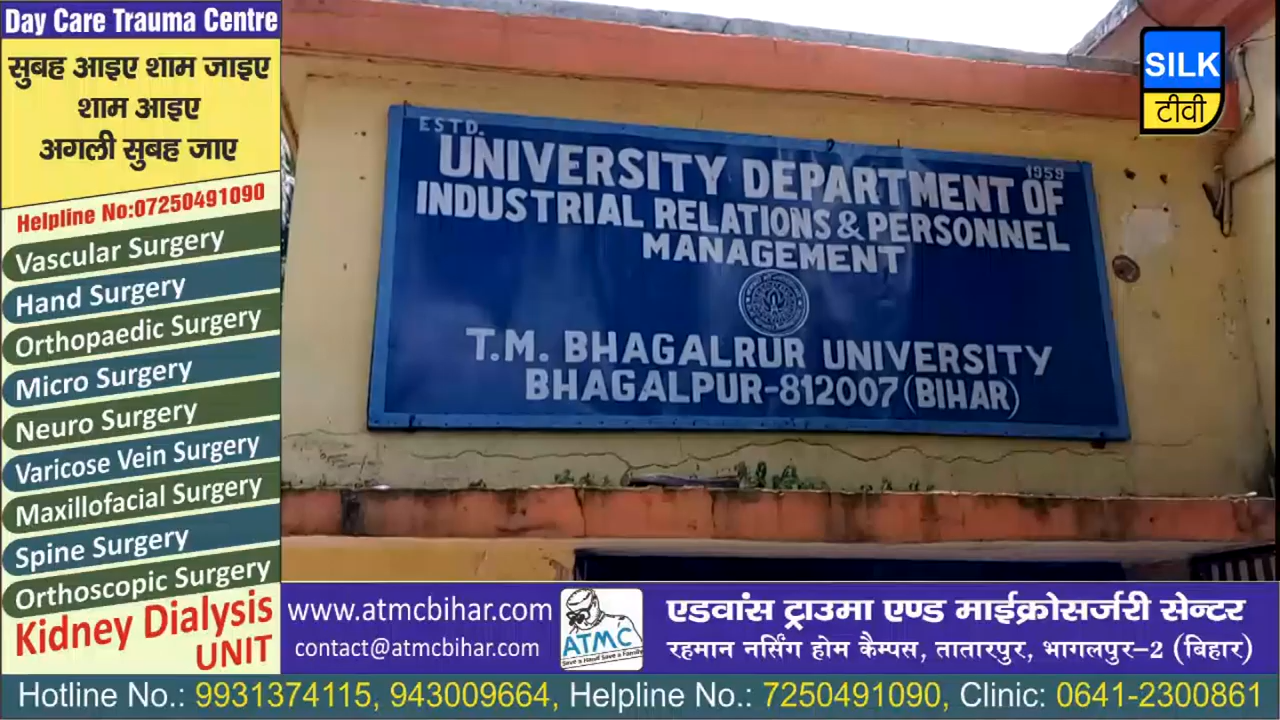 Day Care Trauma Centre
सुबह आइए शाम जाइए
शाम आइए
अगली सुबह जाए
Helpline No:07250491090
Vascular Surgery
Hand Surgery
Orthopaedic Surgery
Micro Surgery
Neuro Surgery
Varicose Vein Surgery
Maxillofacial Surgery
Spine Surgery
Orthoscopic Surgery
Kidney Dialysis
UNIT
SILK
टीवी
ESTD.
1959
UNIVERSITY DEPARTMENT OF
INDUSTRIAL RELATIONS & PERSONNEL
MANAGEMENT
T.M. BHAGALRUR UNIVERSITY
BHAGALPUR-812007 (BIHAR)
www.atmcbihar.com
contact@atmcbihar.com
ATMC
Save a Hand Save a Family
एडवांस ट्राउमा एण्ड माईक्रोसर्जरी सेन्टर
रहमान नर्सिंग होम कैम्पस, तातारपुर, भागलपुर–2 (बिहार)
Hotline No.: 9931374115, 943009664, Helpline No.: 7250491090, Clinic: 0641-2300861